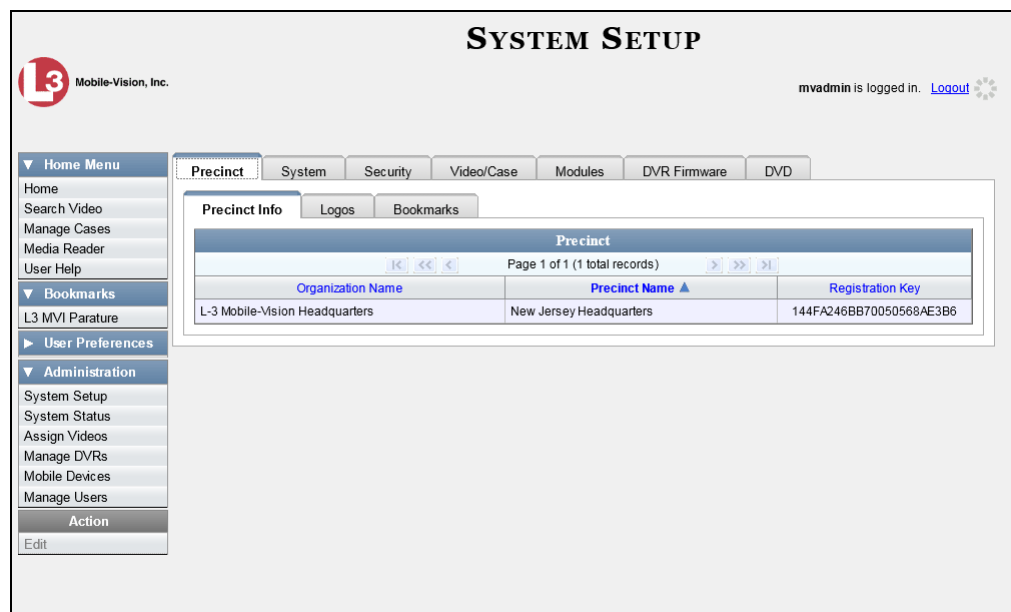 SYSTEM SETUP
L3 Mobile-Vision, Inc.
mvadmin is logged in. Logout
Home Menu
Home
Search Video
Manage Cases
Media Reader
User Help
Bookmarks
L3 MVI Parature
User Preferences
Administration
System Setup
System Status
Assign Videos
Manage DVRs
Mobile Devices
Manage Users
Action
Edit
Precinct System Security Video/Case Modules DVR Firmware DVD
Precinct Info Logos Bookmarks
Precinct
Page 1 of 1 (1 total records)
Organization Name Precinct Name Registration Key
L-3 Mobile-Vision Headquarters New Jersey Headquarters 144FA246BB70050568AE3B6